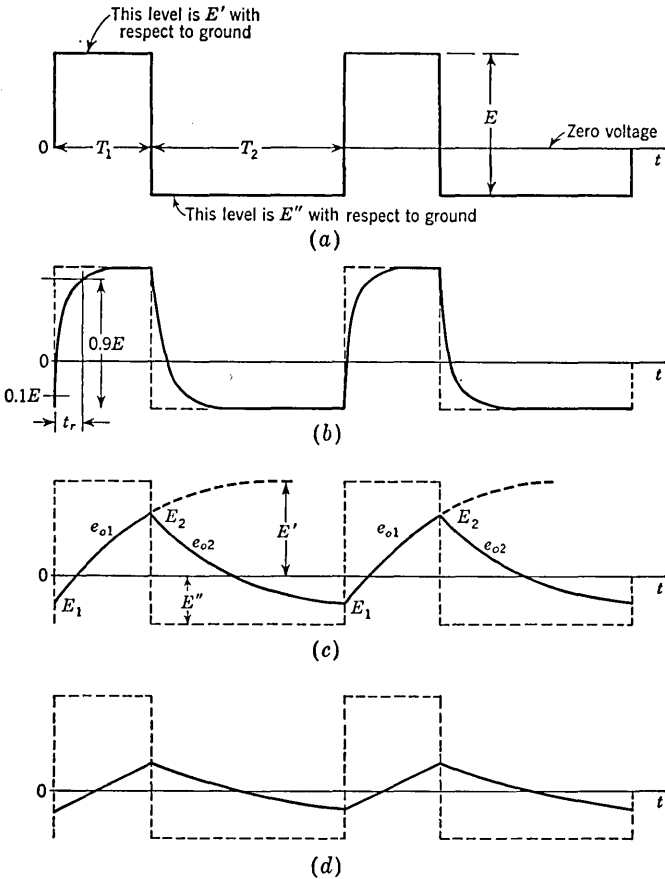 This level is E′ with
respect to ground
E
Zero voltage
0
T₁
T₂
t
This level is E″ with respect to ground
(a)
0
0.9E
t
0.1E
tᵣ
(b)
eₒ₁
E₂
E′
eₒ₁
E₂
eₒ₂
eₒ₂
0
t
E₁
E″
E₁
(c)
0
t
(d)